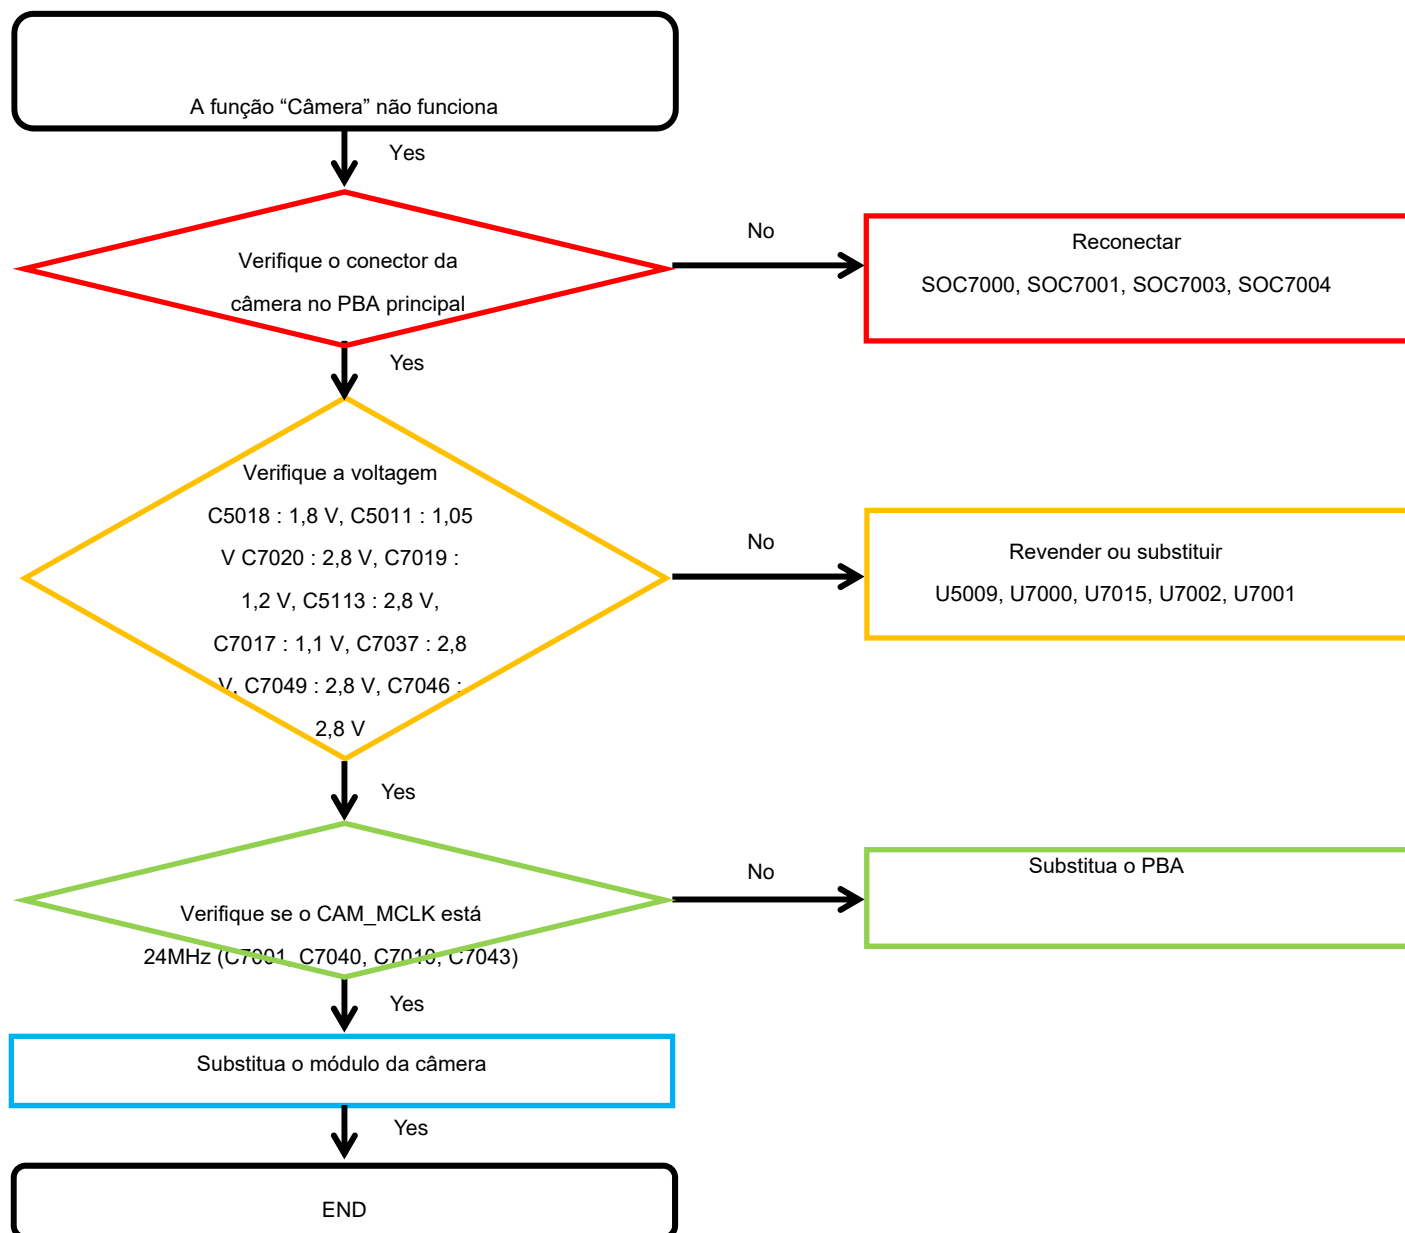 A função “Câmera” não funciona
Yes
Verifique o conector da
câmera no PBA principal
No
Reconectar
SOC7000, SOC7001, SOC7003, SOC7004
Yes
Verifique a voltagem
C5018 : 1,8 V, C5011 : 1,05
V C7020 : 2,8 V, C7019 :
1,2 V, C5113 : 2,8 V,
C7017 : 1,1 V, C7037 : 2,8
V, C7049 : 2,8 V, C7046 :
2,8 V
No
Revender ou substituir
U5009, U7000, U7015, U7002, U7001
Yes
Verifique se o CAM_MCLK está
24MHz (C7001, C7040, C7010, C7043)
No
Substitua o PBA
Yes
Substitua o módulo da câmera
Yes
END